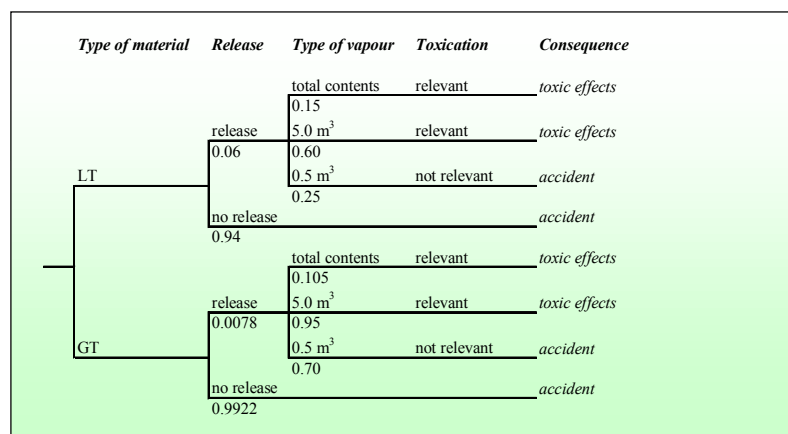 Type of material Release Type of vapour Toxication Consequence
total contents relevant toxic effects
0.15
release 5.0 m³ relevant toxic effects
0.06 0.60
LT 0.5 m³ not relevant accident
0.25
no release accident
0.94
total contents relevant toxic effects
0.105
release 5.0 m³ relevant toxic effects
0.0078 0.95
GT 0.5 m³ not relevant accident
0.70
no release accident
0.9922